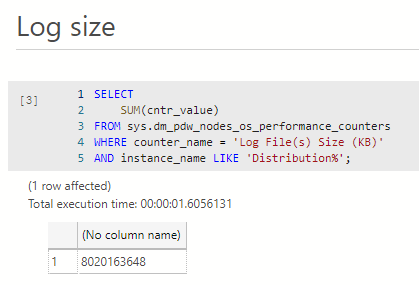 Log size
[3]
1 SELECT
2 SUM(cntr_value)
3 FROM sys.dm_pdw_nodes_os_performance_counters
4 WHERE counter_name = 'Log File(s) Size (KB)'
5 AND instance_name LIKE 'Distribution%';
(1 row affected)
Total execution time: 00:00:01.6056131
(No column name)
1 8020163648